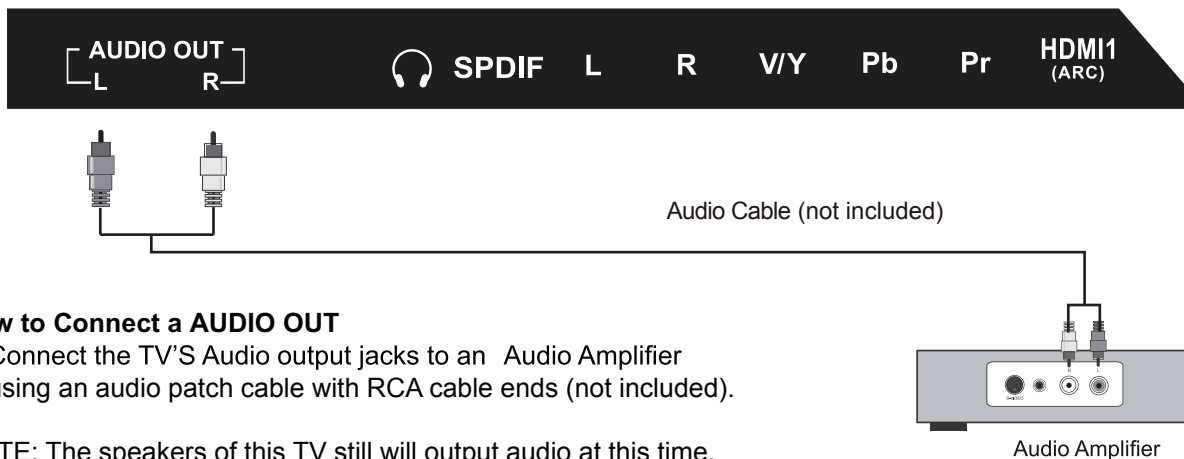 AUDIO OUT
L R
SPDIF L R V/Y Pb Pr HDMI1
(ARC)
Audio Cable (not included)
w to Connect a AUDIO OUT
Connect the TV'S Audio output jacks to an Audio Amplifier
using an audio patch cable with RCA cable ends (not included).
R L
S-VIDEO
TE: The speakers of this TV still will output audio at this time.
Audio Amplifier